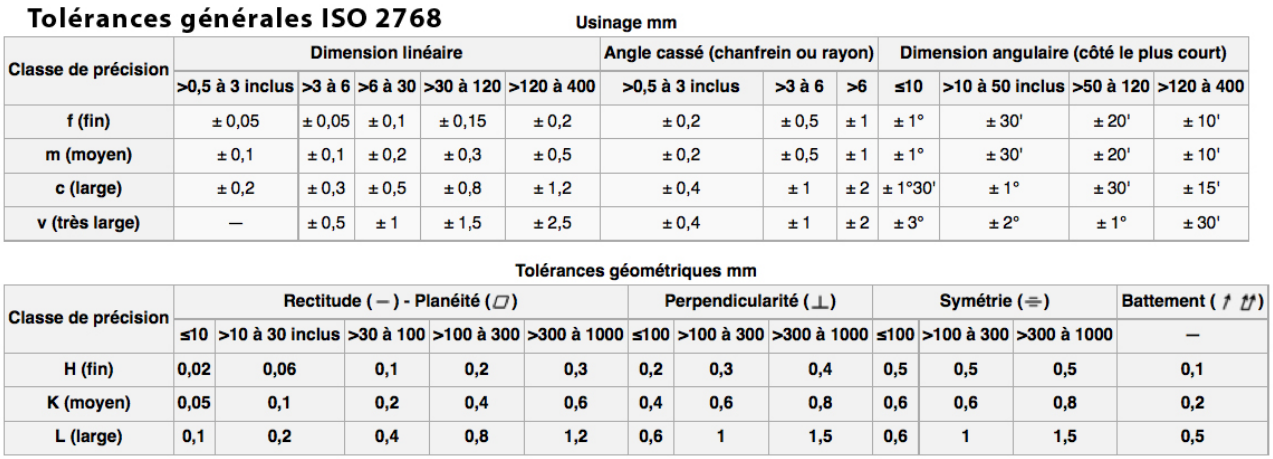 Tolérances générales ISO 2768
Usinage mm
Classe de précision Dimension linéaire Angle cassé (chanfrein ou rayon) Dimension angulaire (côté le plus court)
>0,5 à 3 inclus >3 à 6 >6 à 30 >30 à 120 >120 à 400 >0,5 à 3 inclus >3 à 6 >6 ≤10 >10 à 50 inclus >50 à 120 >120 à 400
f (fin) ± 0,05 ± 0,05 ± 0,1 ± 0,15 ± 0,2 ± 0,2 ± 0,5 ± 1 ± 1° ± 30' ± 20' ± 10'
m (moyen) ± 0,1 ± 0,1 ± 0,2 ± 0,3 ± 0,5 ± 0,2 ± 0,5 ± 1 ± 1° ± 30' ± 20' ± 10'
c (large) ± 0,2 ± 0,3 ± 0,5 ± 0,8 ± 1,2 ± 0,4 ± 1 ± 2 ± 1°30' ± 1° ± 30' ± 15'
v (très large) — ± 0,5 ± 1 ± 1,5 ± 2,5 ± 0,4 ± 1 ± 2 ± 3° ± 2° ± 1° ± 30'
Tolérances géométriques mm
Classe de précision Rectitude ( — ) - Planéité ( ⏥ ) Perpendicularité ( ⊥ ) Symétrie ( ⌯ ) Battement ( ↗ ⌰ )
≤10 >10 à 30 inclus >30 à 100 >100 à 300 >300 à 1000 ≤100 >100 à 300 >300 à 1000 ≤100 >100 à 300 >300 à 1000 —
H (fin) 0,02 0,06 0,1 0,2 0,3 0,2 0,3 0,4 0,5 0,5 0,5 0,1
K (moyen) 0,05 0,1 0,2 0,4 0,6 0,4 0,6 0,8 0,6 0,6 0,8 0,2
L (large) 0,1 0,2 0,4 0,8 1,2 0,6 1 1,5 0,6 1 1,5 0,5